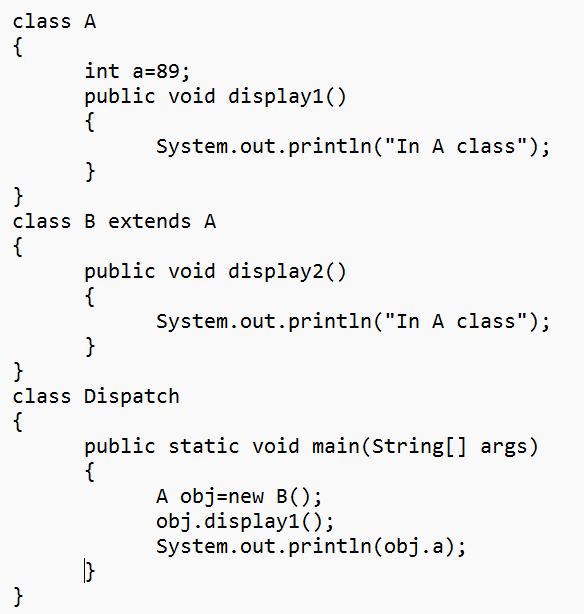 class A
{
int a=89;
public void display1()
{
System.out.println("In A class");
}
}
class B extends A
{
public void display2()
{
System.out.println("In A class");
}
}
class Dispatch
{
public static void main(String[] args)
{
A obj=new B();
obj.display1();
System.out.println(obj.a);
}
}